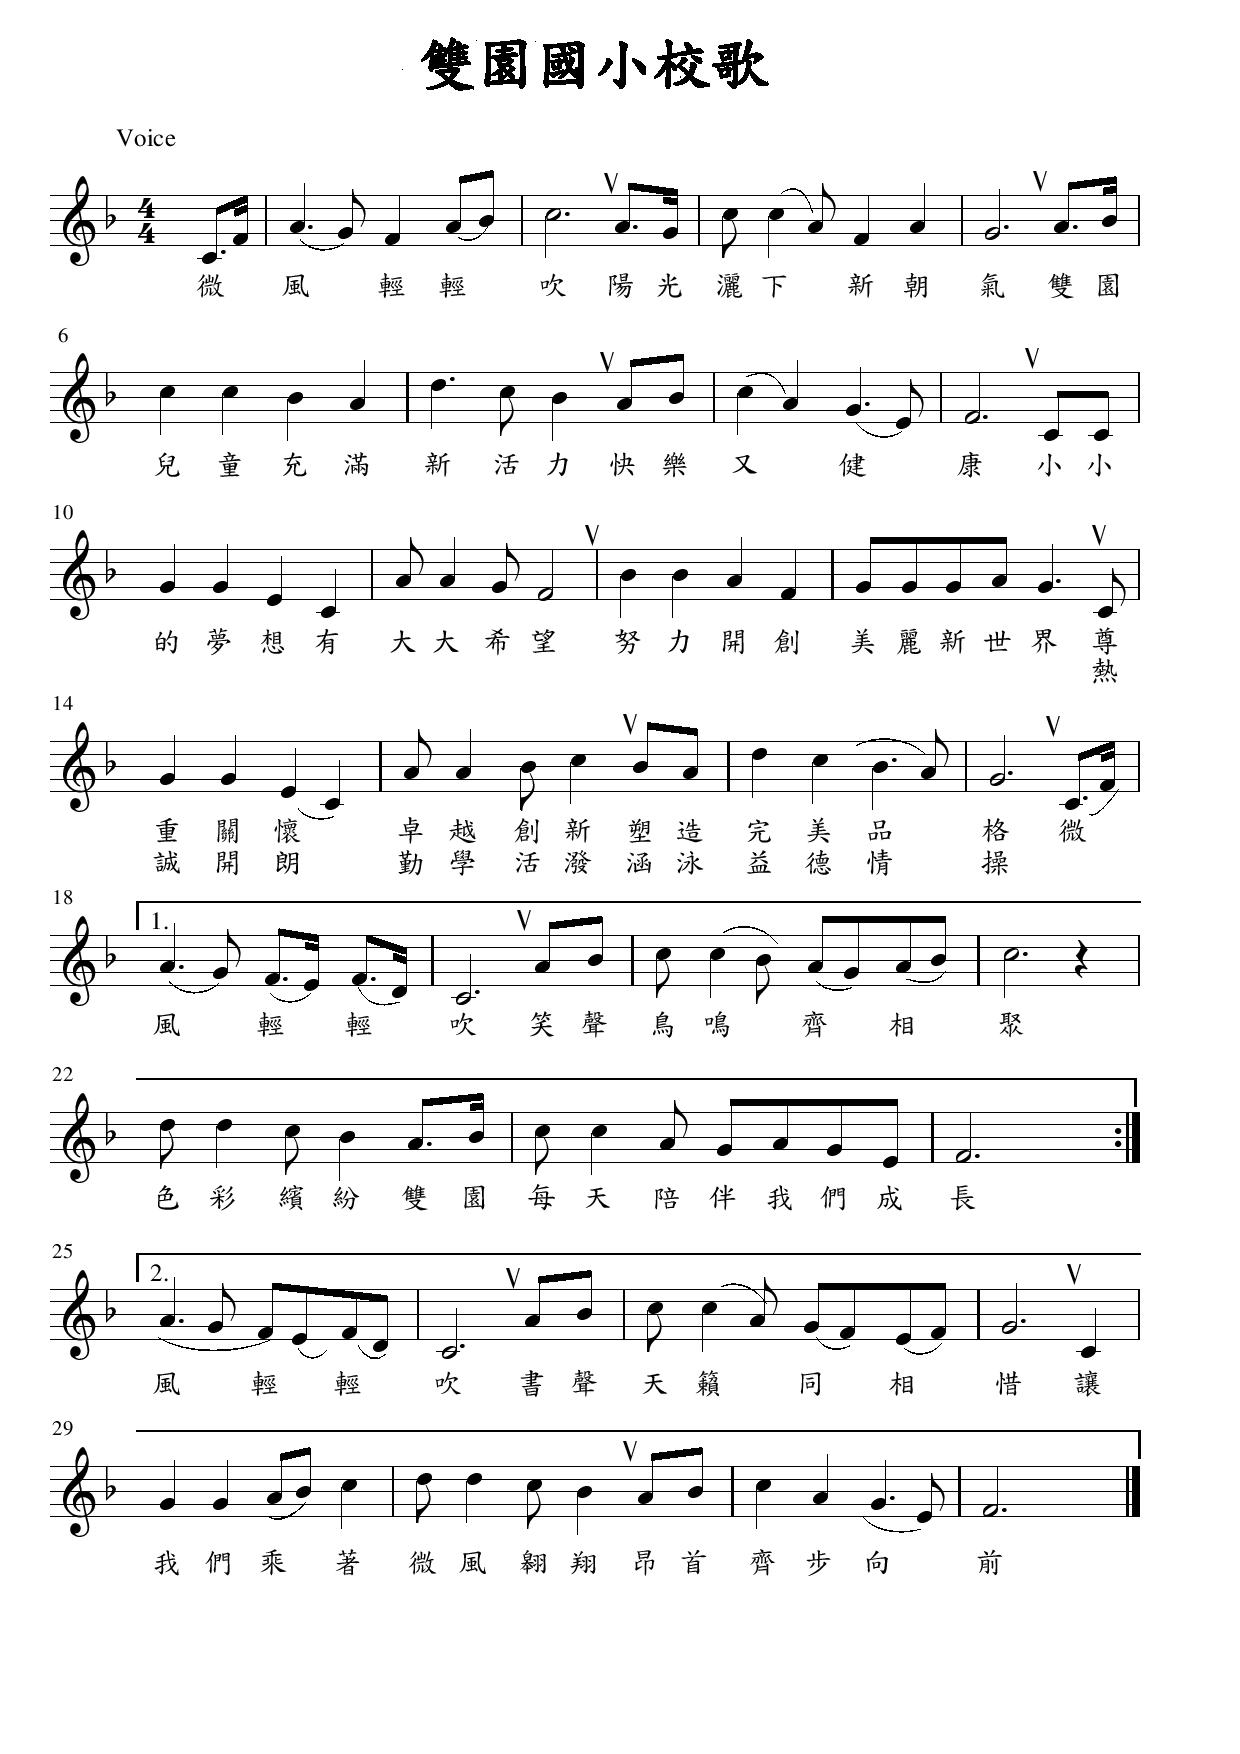 雙園國小校歌
Voice
4
4
微 風 輕 輕 吹 陽 光 灑 下 新 朝 氣 雙 園
6
兒 童 充 滿 新 活 力 快 樂 又 健 康 小 小
10
的 夢 想 有 大 大 希 望 努 力 開 創 美 麗 新 世 界 尊
熱
14
重 關 懷 卓 越 創 新 塑 造 完 美 品 格 微
誠 開 朗 勤 學 活 潑 涵 泳 益 德 情 操
18
1.
風 輕 輕 吹 笑 聲 鳥 鳴 齊 相 聚
22
色 彩 繽 紛 雙 園 每 天 陪 伴 我 們 成 長
25
2.
風 輕 輕 吹 書 聲 天 籟 同 相 惜 讓
29
我 們 乘 著 微 風 翱 翔 昂 首 齊 步 向 前